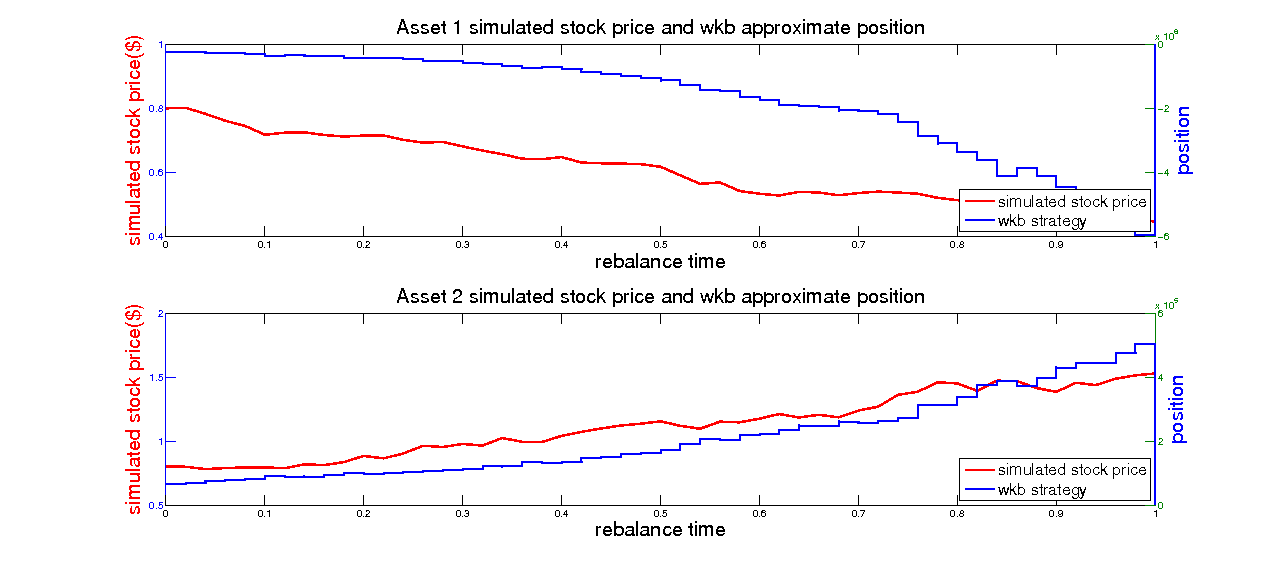 Asset 1 simulated stock price and wkb approximate position
simulated stock price($)
1
0.8
0.6
0.4
0 0.1 0.2 0.3 0.4 0.5 0.6 0.7 0.8 0.9 1
rebalance time
0
-2
-4
-6
position
simulated stock price
wkb strategy
Asset 2 simulated stock price and wkb approximate position
simulated stock price($)
2
1.5
1
0.5
0 0.1 0.2 0.3 0.4 0.5 0.6 0.7 0.8 0.9 1
rebalance time
6
4
2
0
position
simulated stock price
wkb strategy